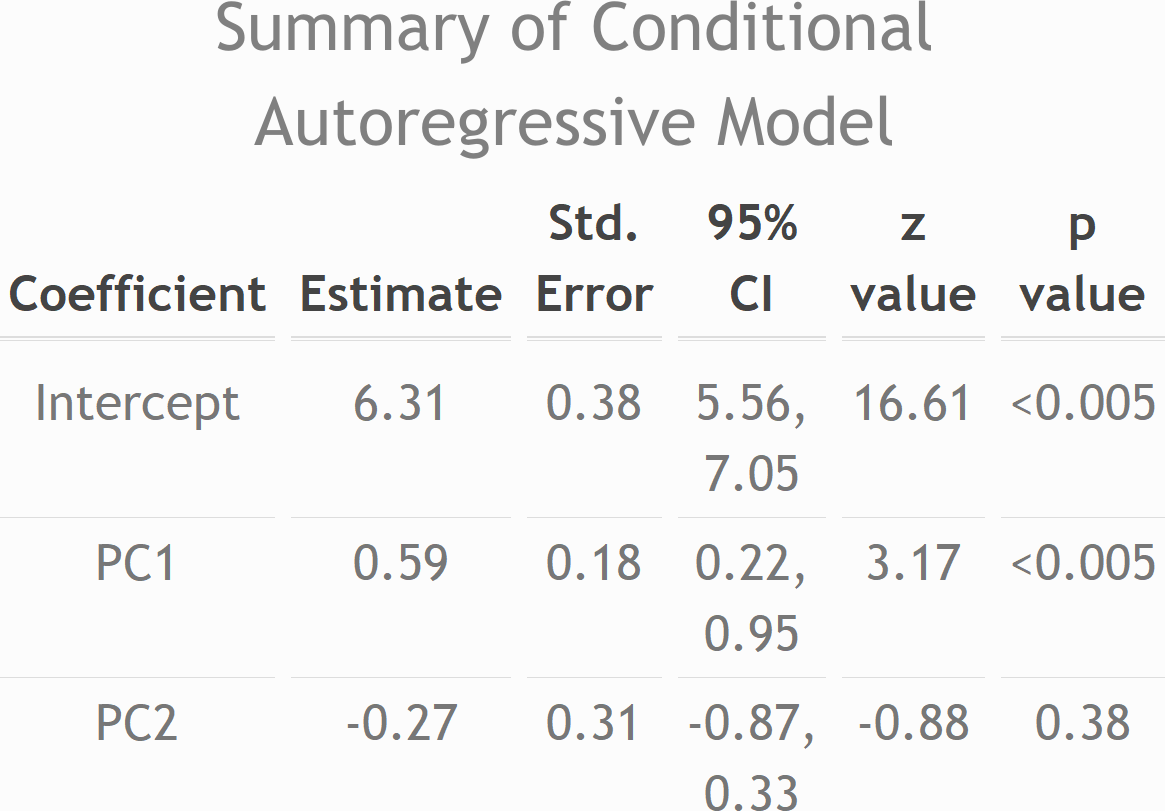 Summary of Conditional
Autoregressive Model
Coefficient Estimate Std. Error 95% CI z value p value
Intercept 6.31 0.38 5.56, 7.05 16.61 <0.005
PC1 0.59 0.18 0.22, 0.95 3.17 <0.005
PC2 -0.27 0.31 -0.87, 0.33 -0.88 0.38